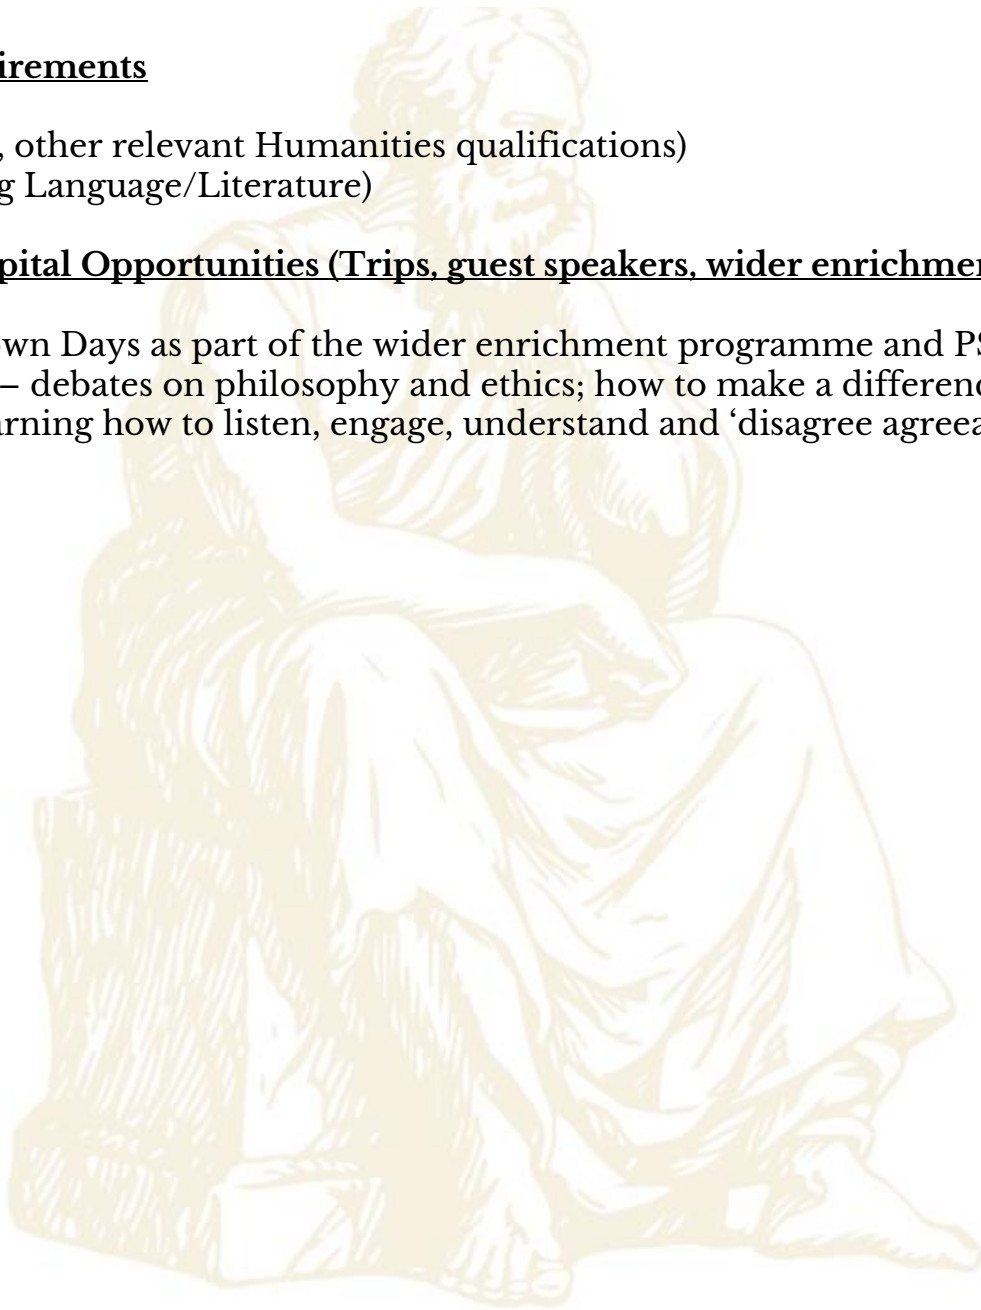 irements
, other relevant Humanities qualifications)
g Language/Literature)
pital Opportunities (Trips, guest speakers, wider enrichmen
own Days as part of the wider enrichment programme and PS
– debates on philosophy and ethics; how to make a differenc
arning how to listen, engage, understand and ‘disagree agreea